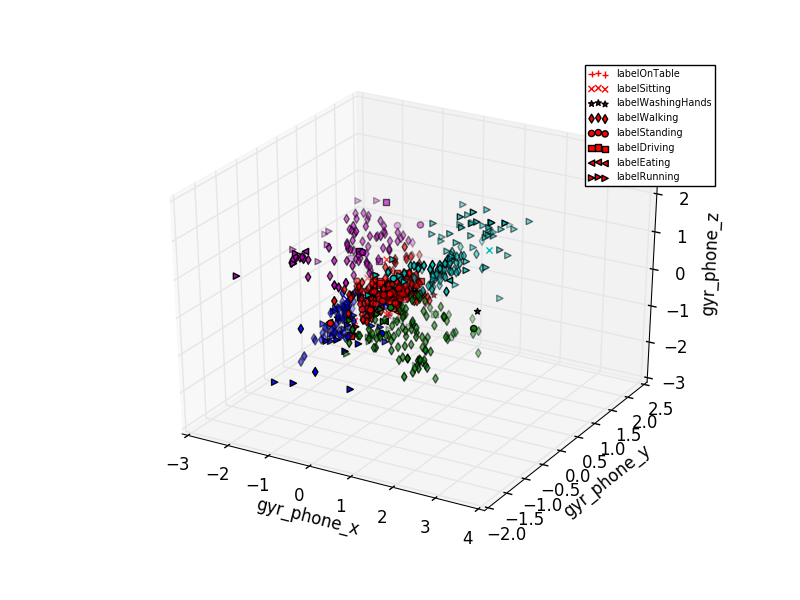 labelOnTable
labelSitting
labelWashingHands
labelWalking
labelStanding
labelDriving
labelEating
labelRunning
2
1
0
−1
−2
−3
gyr_phone_z
−3
−2
−1
0
1
2
3
4
gyr_phone_x
−2.0
−1.5
−1.0
−0.5
0.0
0.5
1.0
1.5
2.0
2.5
gyr_phone_y